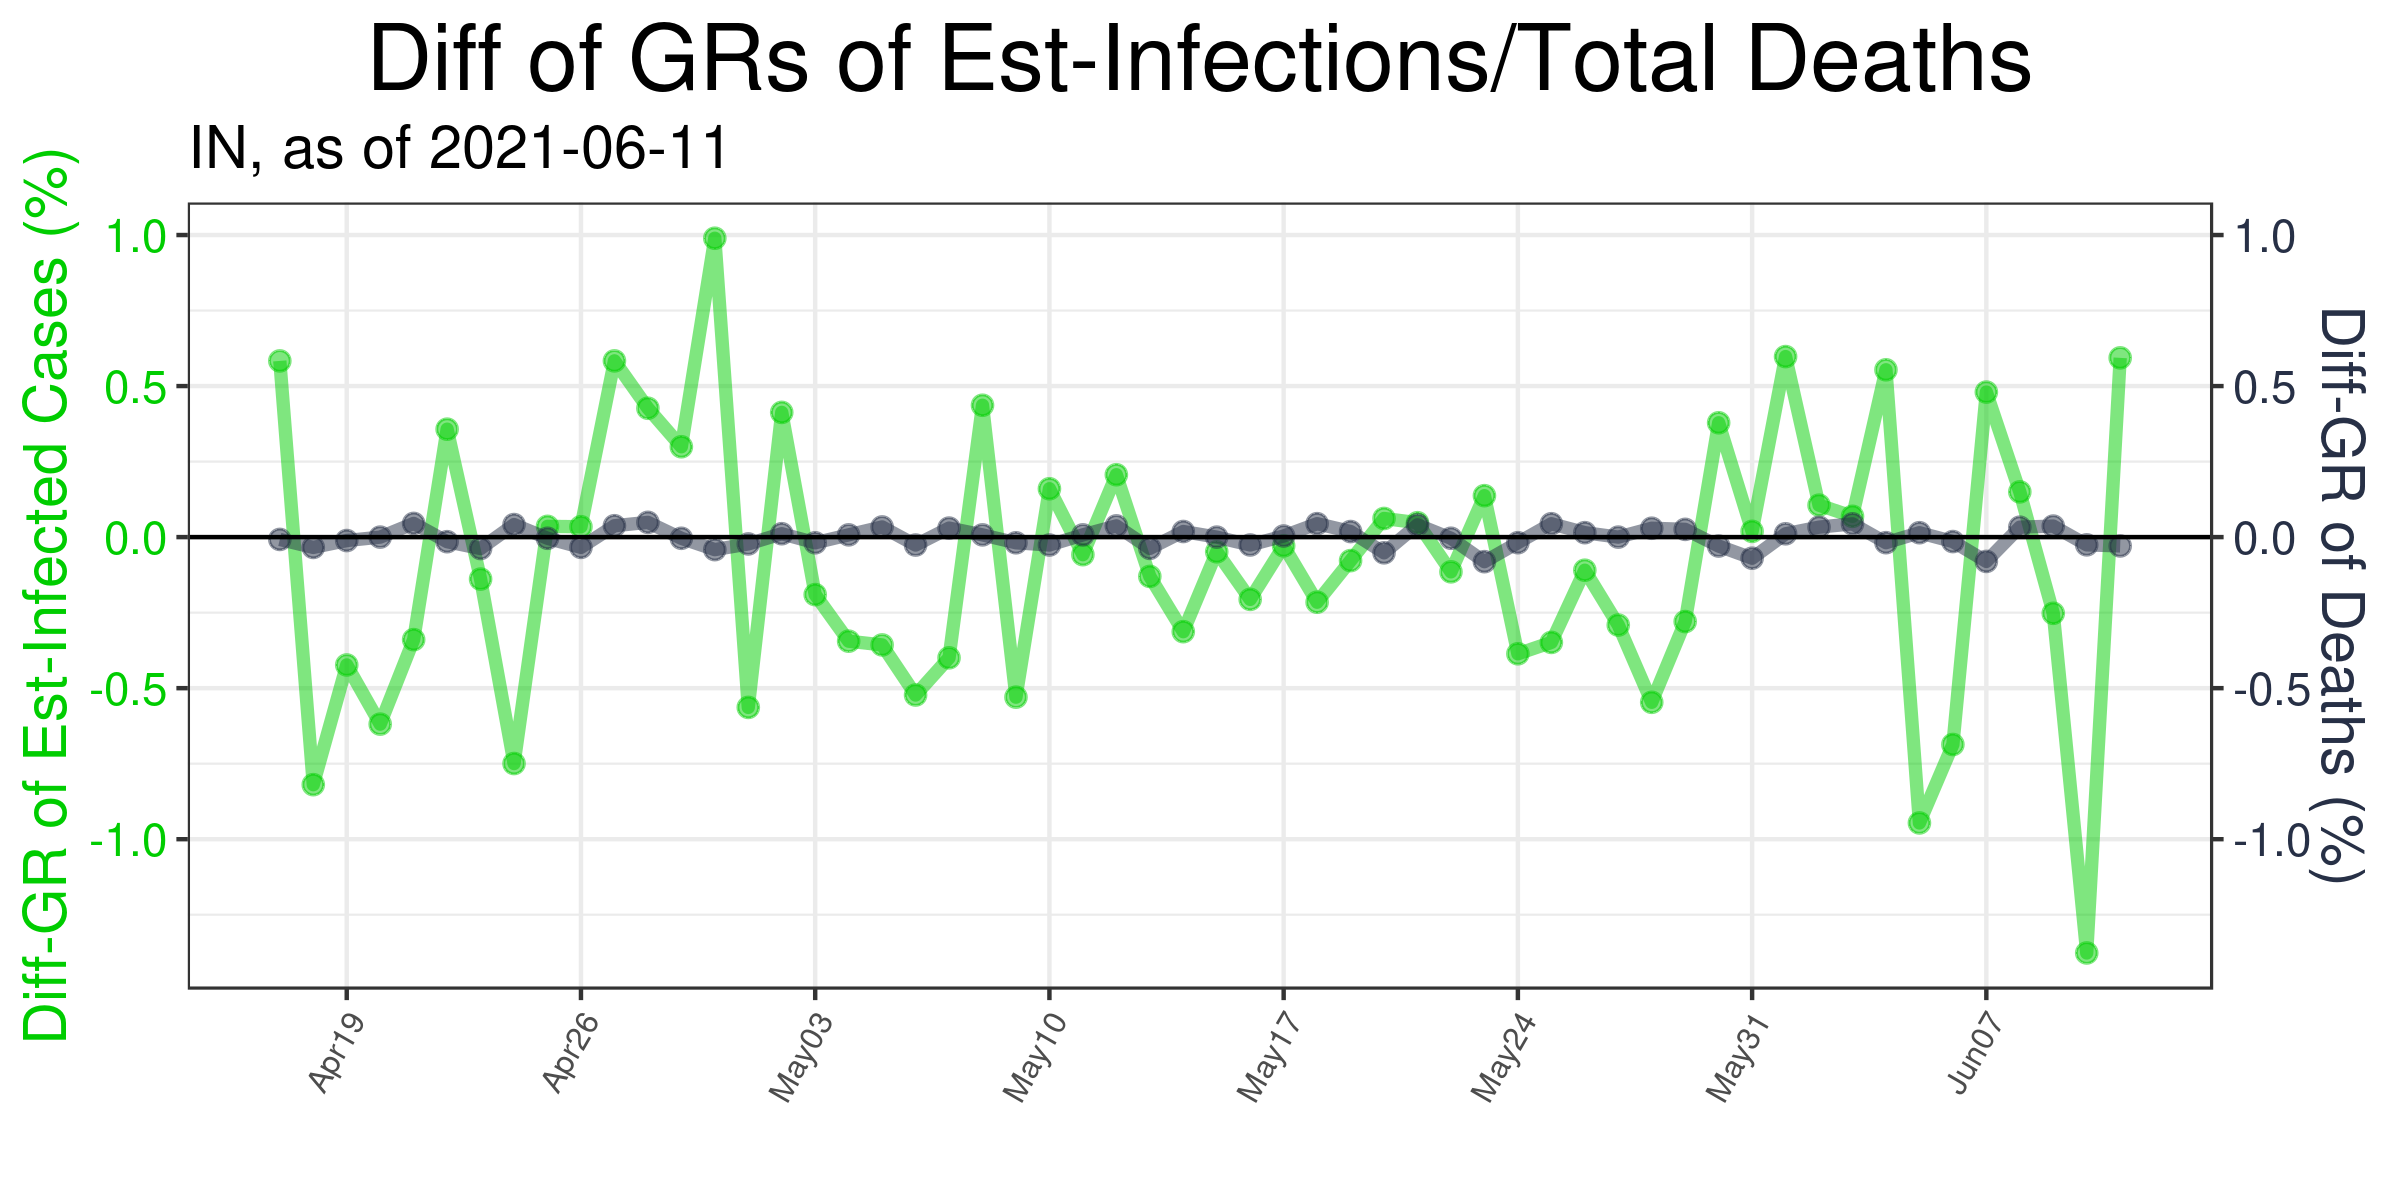 Diff of GRs of Est-Infections/Total Deaths
IN, as of 2021-06-11
Diff-GR of Est-Infected Cases (%)
1.0
0.5
0.0
-0.5
-1.0
1.0
0.5
0.0
-0.5
-1.0
Diff-GR of Deaths (%)
Apr19
Apr26
May03
May10
May17
May24
May31
Jun07